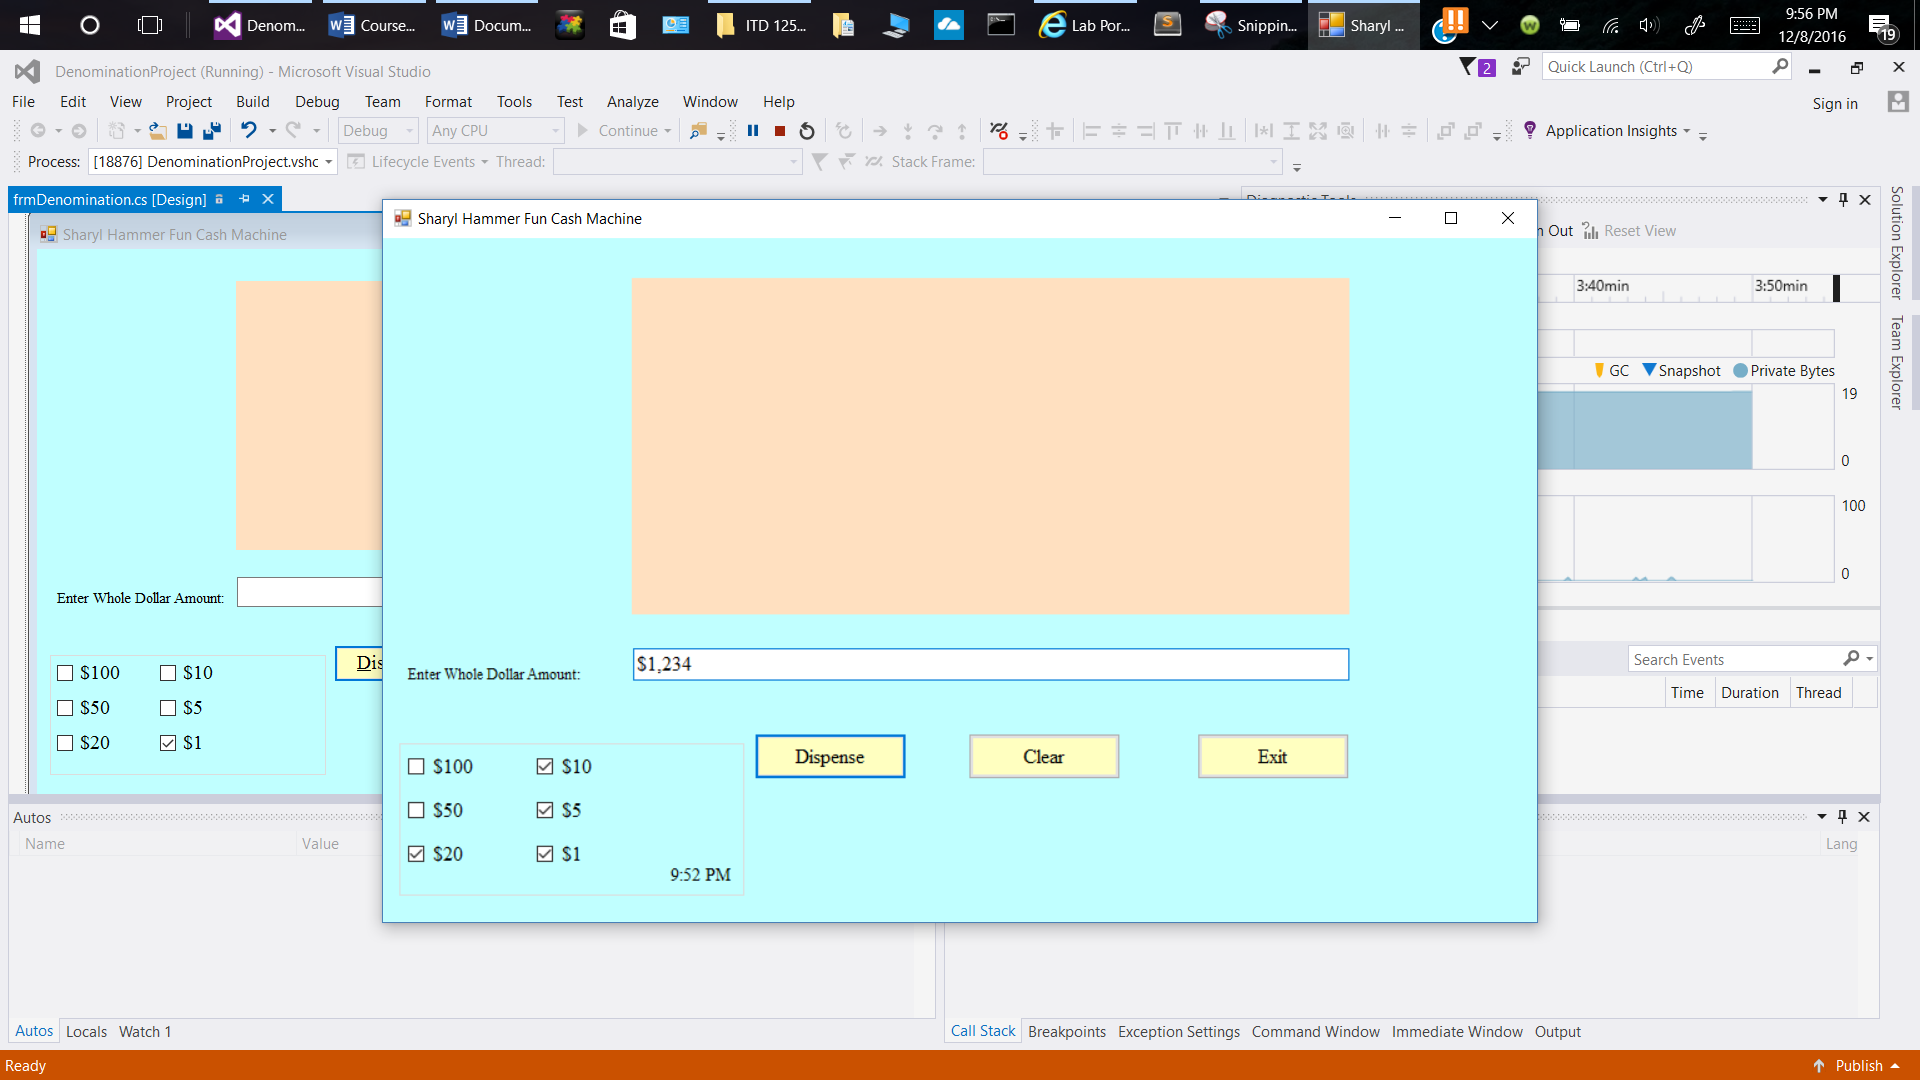 Denom...
Course...
Docum...
ITD 125...
Lab Por...
Snippin...
Sharyl ...
9:56 PM
12/8/2016
19
DenominationProject (Running) - Microsoft Visual Studio
2
Quick Launch (Ctrl+Q)
File Edit View Project Build Debug Team Format Tools Test Analyze Window Help
Sign in
Debug Any CPU Continue Application Insights
Process: [18876] DenominationProject.vshc Lifecycle Events Thread: Stack Frame:
frmDenomination.cs [Design]
Sharyl Hammer Fun Cash Machine
Enter Whole Dollar Amount:
$100 $10
$50 $5
$20 $1
Dis
Sharyl Hammer Fun Cash Machine
Enter Whole Dollar Amount: $1,234
Dispense Clear Exit
$100 $10
$50 $5
$20 $1
9:52 PM
Diagnostic Tools
Out Reset View
3:40min 3:50min
GC Snapshot Private Bytes
19
0
100
0
Search Events
Time Duration Thread
Solution Explorer
Team Explorer
Autos
Name Value
Lang
Autos Locals Watch 1
Call Stack Breakpoints Exception Settings Command Window Immediate Window Output
Ready
Publish